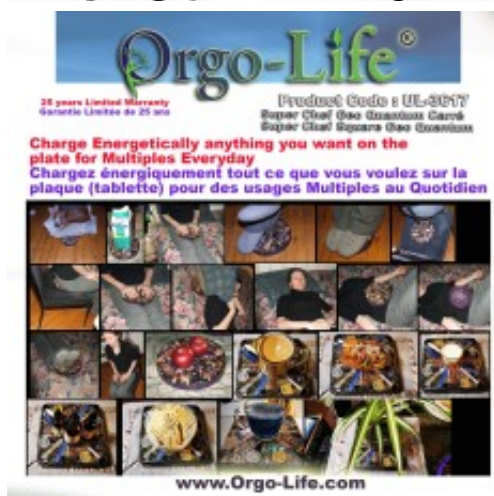 Orgo-Life©
25 years Limited Warranty
Garantie Limitée de 25 ans
Product Code : UL-3617
Super Chef Geo Quantum Carré
Super Chef Square Geo Quantum
Charge Energetically anything you want on the
plate for Multiples Everyday
Chargez énergiquement tout ce que vous voulez sur la
plaque (tablette) pour des usages Multiples au Quotidien
www.Orgo-Life.com